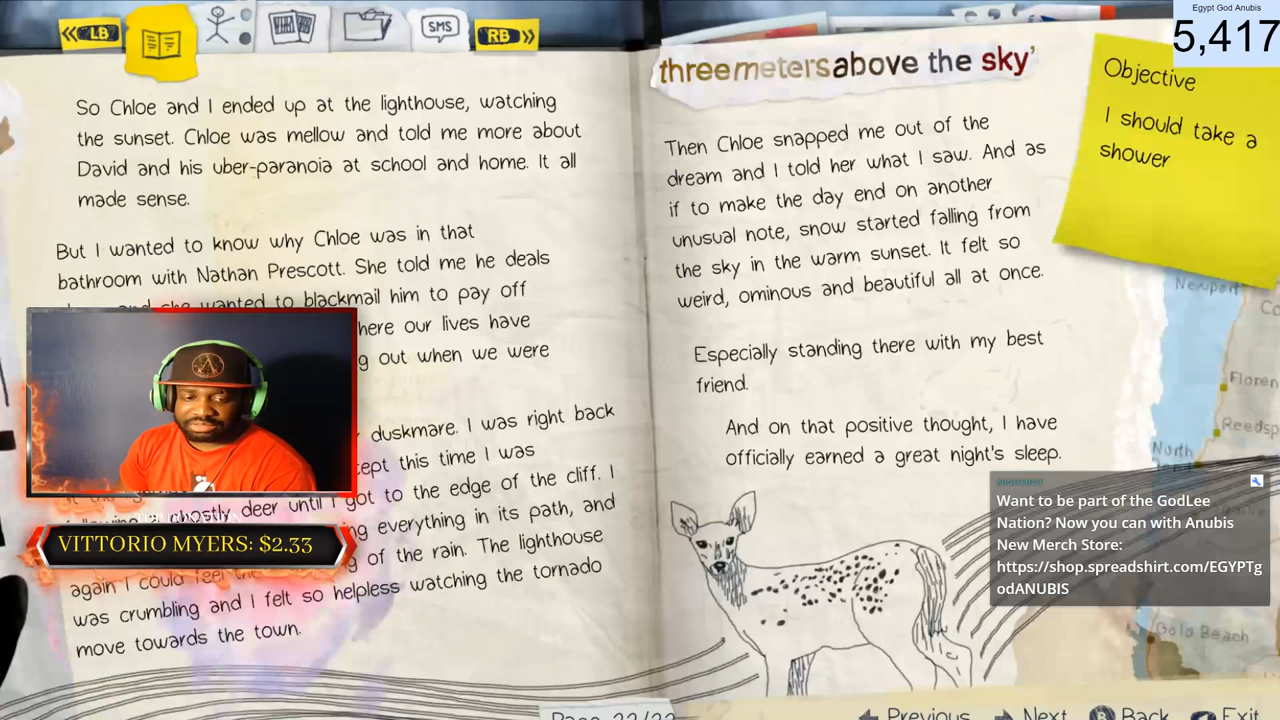 LB
SMS
RB
So Chloe and I ended up at the lighthouse, watching
the sunset. Chloe was mellow and told me more about
David and his uber-paranoia at school and home. It all
made sense.
But I wanted to know why Chloe was in that
bathroom with Nathan Prescott. She told me he deals
and she wanted to blackmail him to pay off
here our lives have
g out when we were
duskmare. I was right back
cept this time I was
ghostly deer until I got to the edge of the cliff. I
ng everything in its path, and
again I could feel the
g of the rain. The lighthouse
was crumbling and I felt so helpless watching the tornado
move towards the town.
VITTORIO MYERS: $2.33
three meters above the sky'
Then Chloe snapped me out of the
dream and I told her what I saw. And as
if to make the day end on another
unusual note, snow started falling from
the sky in the warm sunset. It felt so
weird, ominous and beautiful all at once.
Especially standing there with my best
friend.
And on that positive thought, I have
officially earned a great night's sleep.
Egypt God Anubis
5,417
Objective
I should take a
shower
Newport
Floren
Reedsp
North
Want to be part of the GodLee
Nation? Now you can with Anubis
New Merch Store:
https://shop.spreadshirt.com/EGYPTg
odANUBIS
Gold Beach
Page 22/22
Previous
Next
Back
Exit